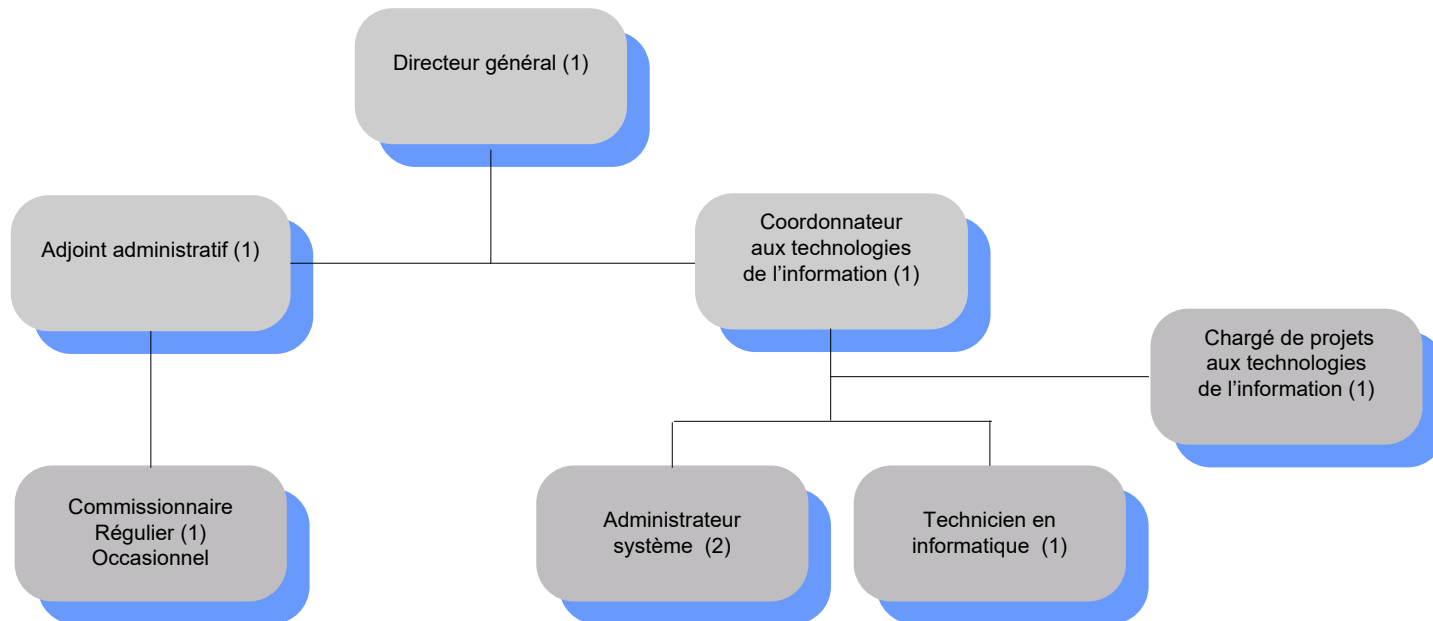 Directeur général (1)
Adjoint administratif (1)
Coordonnateur
aux technologies
de l’information (1)
Chargé de projets
aux technologies
de l’information (1)
Commissionnaire
Régulier (1)
Occasionnel
Administrateur
système (2)
Technicien en
informatique (1)